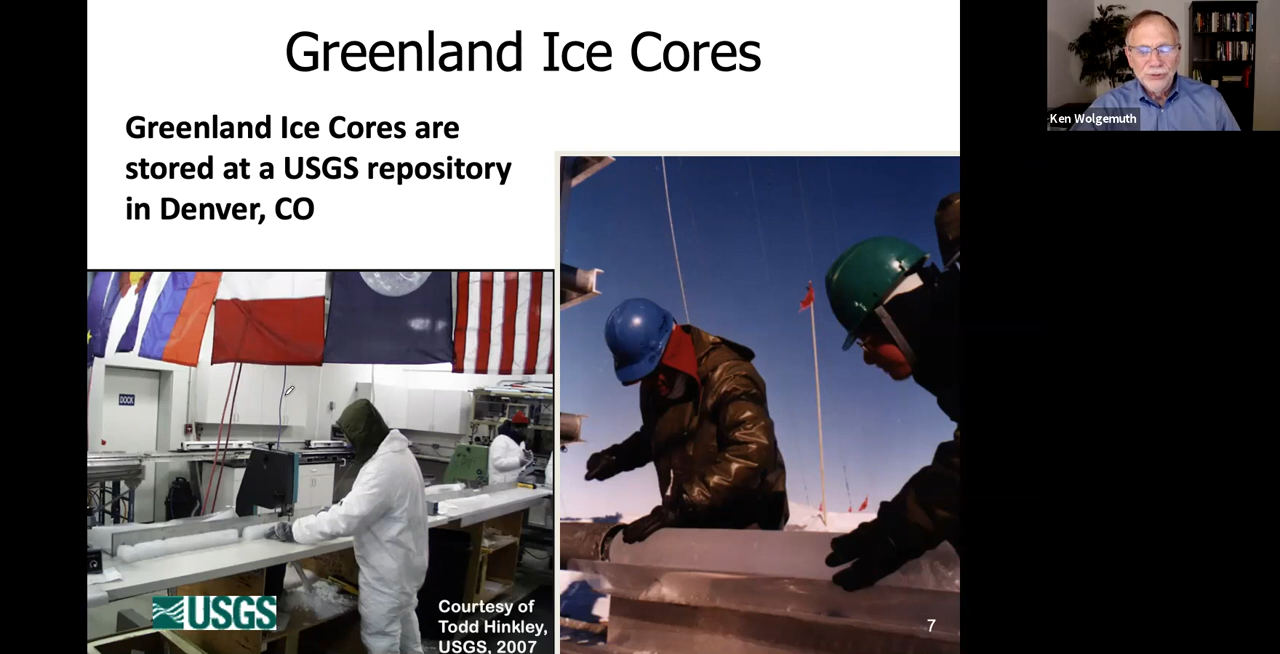 Greenland Ice Cores
Greenland Ice Cores are
stored at a USGS repository
in Denver, CO
Ken Wolgemuth
DOCK
USGS
Courtesy of
Todd Hinkley,
USGS, 2007
7